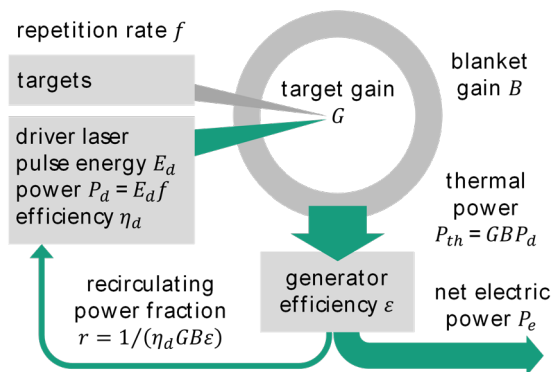 repetition rate f
targets
driver laser
pulse energy E_d
power P_d = E_d f
efficiency η_d
target gain
G
blanket
gain B
thermal
power
P_th = GBP_d
generator
efficiency ε
recirculating
power fraction
r = 1/(η_d GBε)
net electric
power P_e